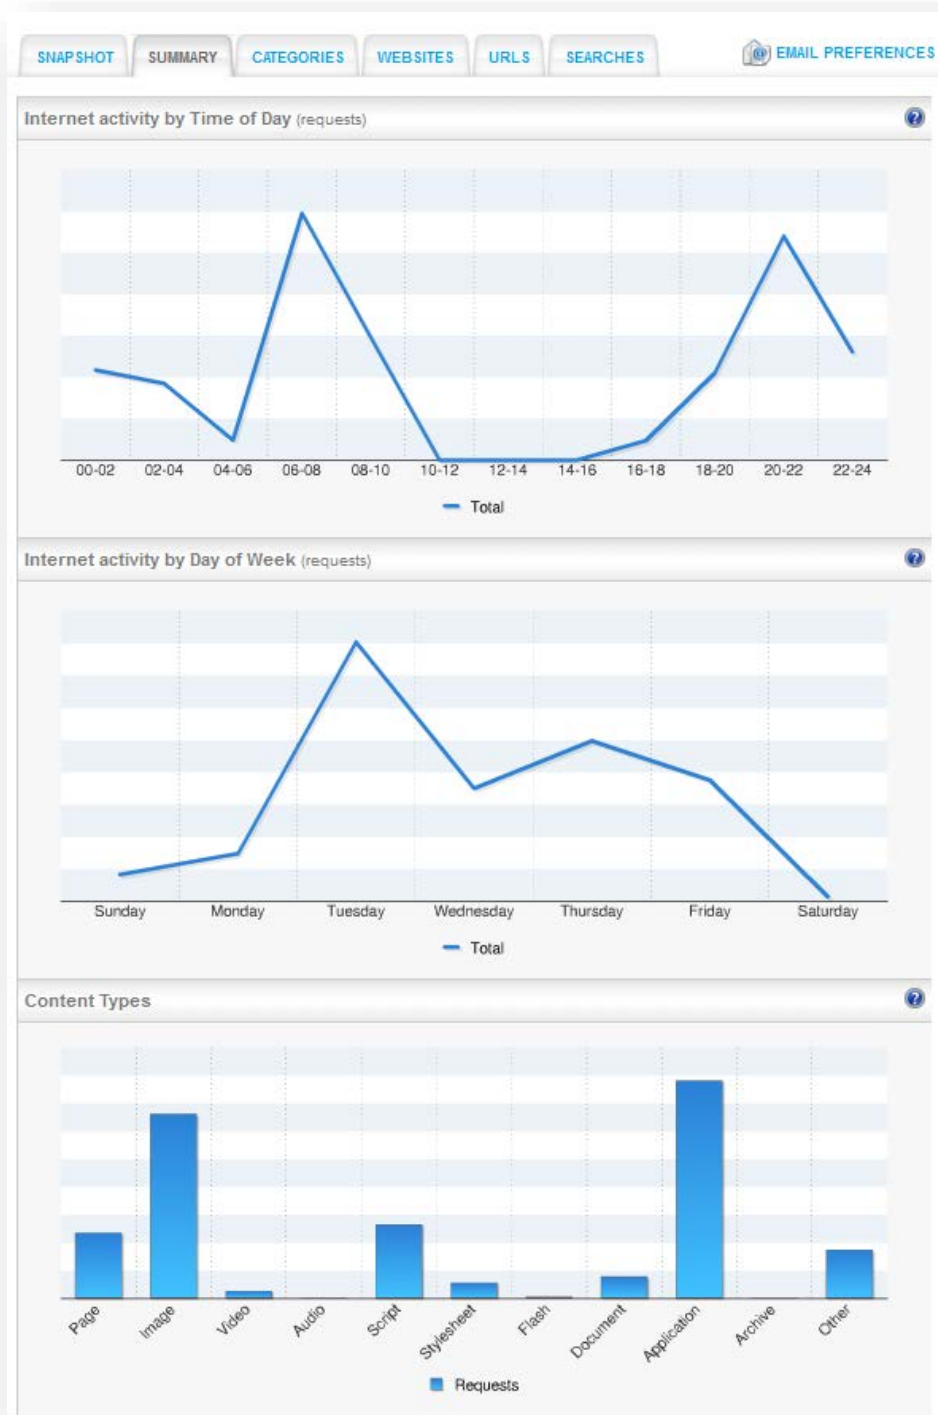 SNAPSHOT SUMMARY CATEGORIES WEBSITES URLS SEARCHES EMAIL PREFERENCES
Internet activity by Time of Day (requests)
00-02 02-04 04-06 06-08 08-10 10-12 12-14 14-16 16-18 18-20 20-22 22-24
Total
Internet activity by Day of Week (requests)
Sunday Monday Tuesday Wednesday Thursday Friday Saturday
Total
Content Types
Page Image Video Audio Script Stylesheet Flash Document Application Archive Other
Requests